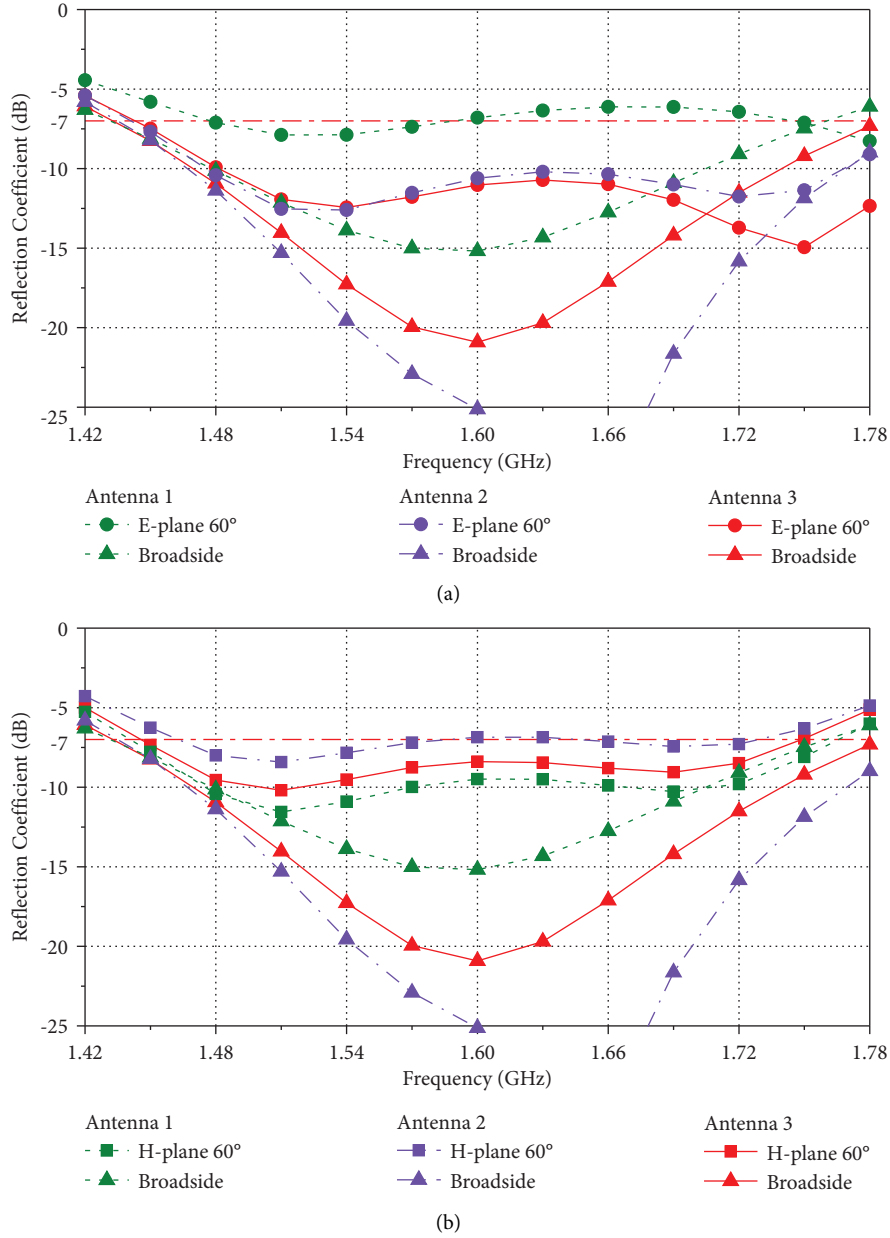 0
-5
-7
-10
-15
-20
-25
Reflection Coefficient (dB)
1.42 1.48 1.54 1.60 1.66 1.72 1.78
Frequency (GHz)
Antenna 1
E-plane 60°
Broadside
Antenna 2
E-plane 60°
Broadside
Antenna 3
E-plane 60°
Broadside
(a)
0
-5
-7
-10
-15
-20
-25
Reflection Coefficient (dB)
1.42 1.48 1.54 1.60 1.66 1.72 1.78
Frequency (GHz)
Antenna 1
H-plane 60°
Broadside
Antenna 2
H-plane 60°
Broadside
Antenna 3
H-plane 60°
Broadside
(b)